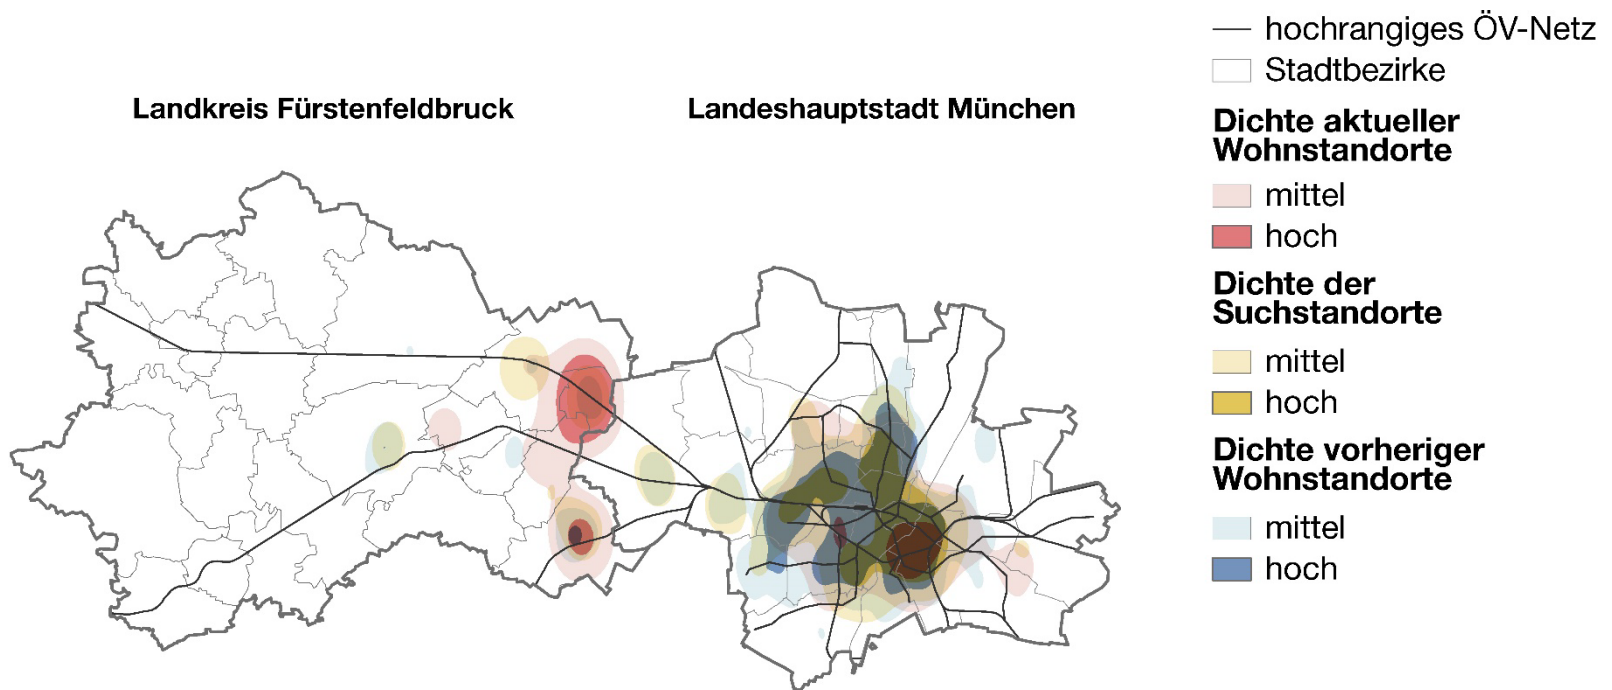 Landkreis Fürstenfeldbruck
Landeshauptstadt München
hochrangiges ÖV-Netz
Stadtbezirke
Dichte aktueller
Wohnstandorte
mittel
hoch
Dichte der
Suchstandorte
mittel
hoch
Dichte vorheriger
Wohnstandorte
mittel
hoch